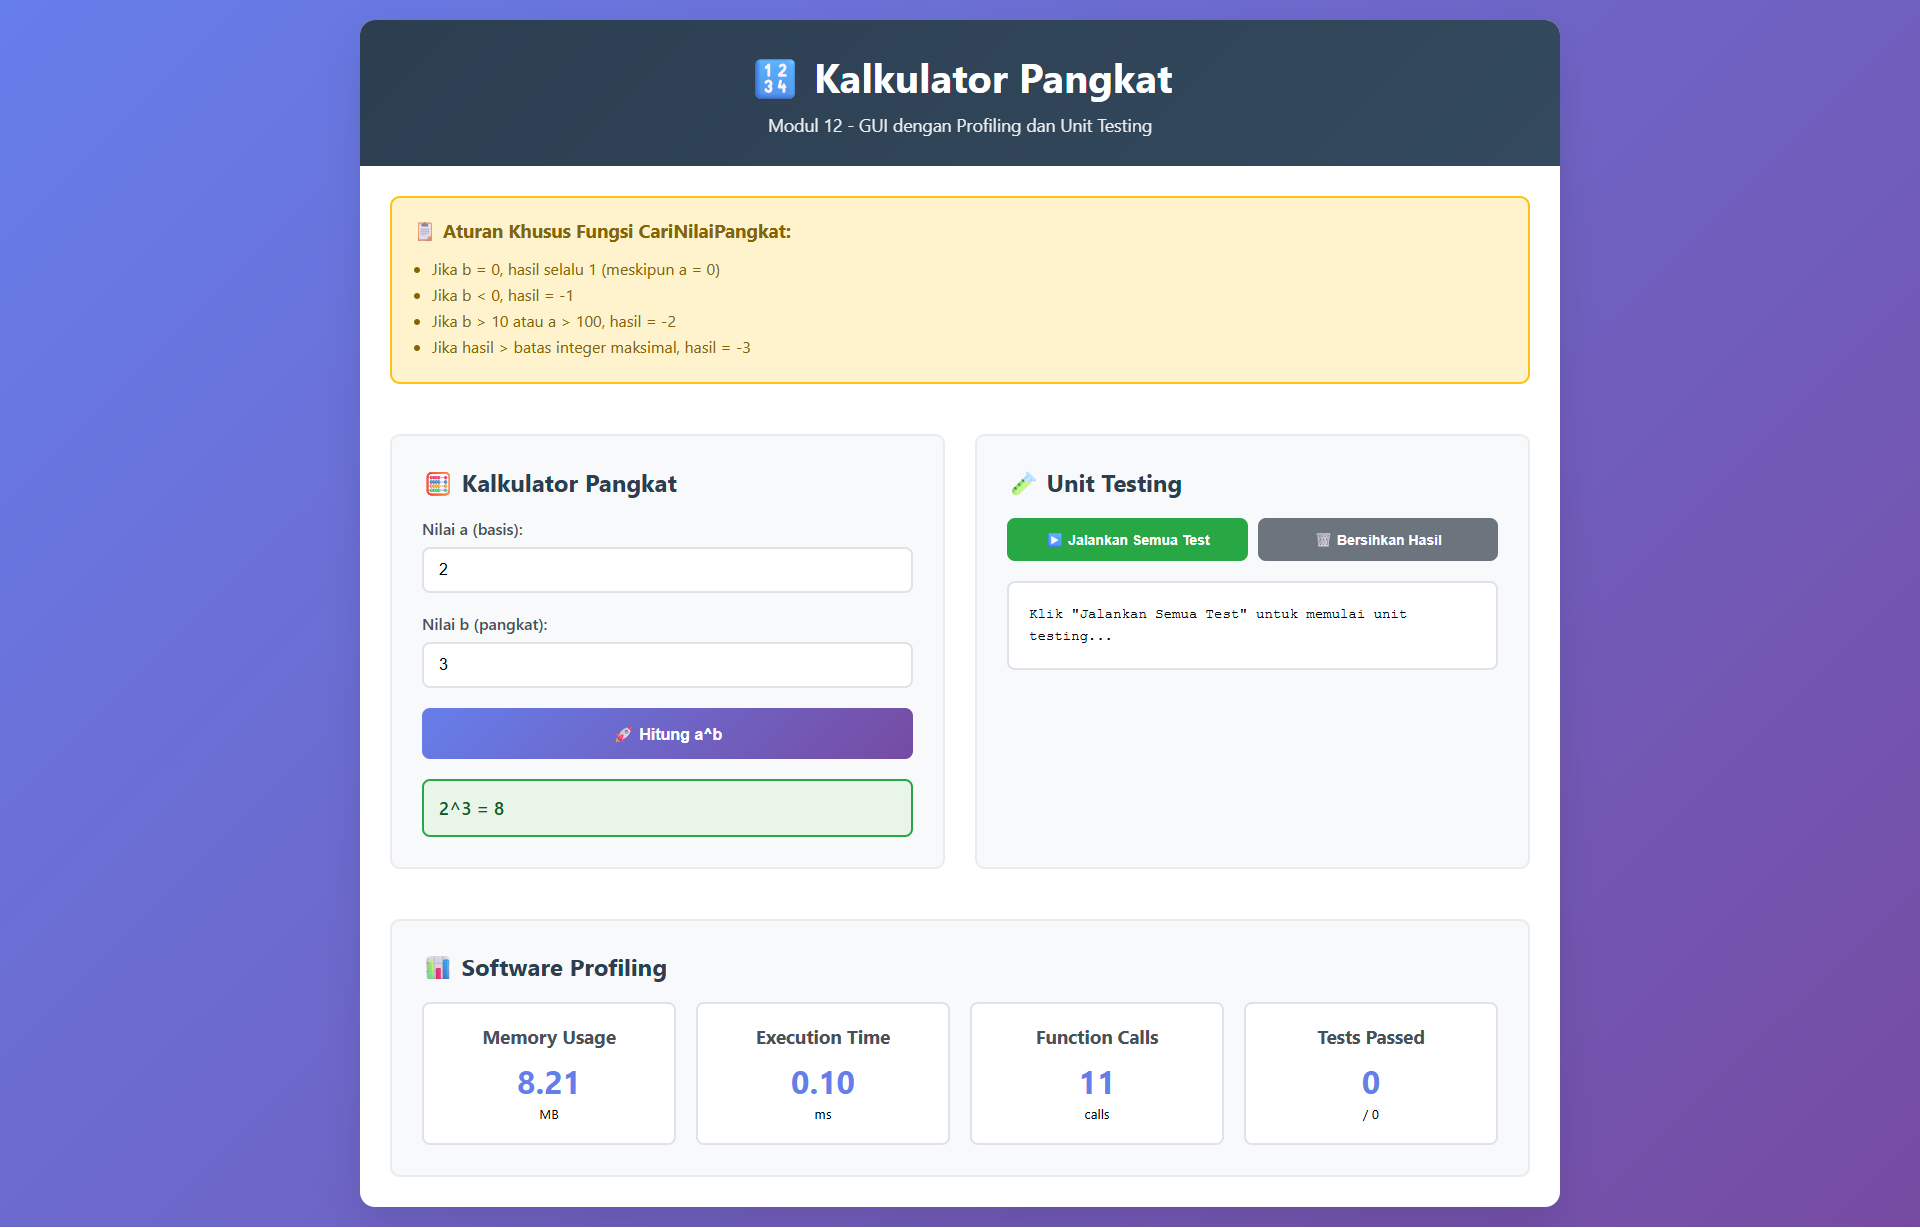 🔢 Kalkulator Pangkat
Modul 12 - GUI dengan Profiling dan Unit Testing
📋 Aturan Khusus Fungsi CariNilaiPangkat:
• Jika b = 0, hasil selalu 1 (meskipun a = 0)
• Jika b < 0, hasil = -1
• Jika b > 10 atau a > 100, hasil = -2
• Jika hasil > batas integer maksimal, hasil = -3
🧮 Kalkulator Pangkat
Nilai a (basis):
2
Nilai b (pangkat):
3
🚀 Hitung a^b
2^3 = 8
🧪 Unit Testing
▶️ Jalankan Semua Test
🗑️ Bersihkan Hasil
Klik "Jalankan Semua Test" untuk memulai unit
testing...
📊 Software Profiling
Memory Usage
8.21
MB
Execution Time
0.10
ms
Function Calls
11
calls
Tests Passed
0
/ 0